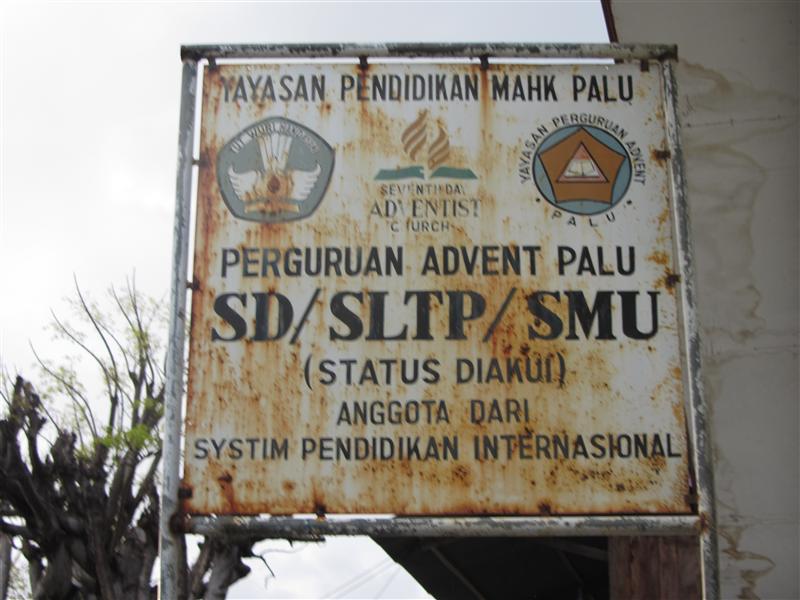 YAYASAN PENDIDIKAN MAHK PALU
SEVENTH-DAY
ADVENTIST
CHURCH
YAYASAN PERGURUAN ADVENT
PALU
PERGURUAN ADVENT PALU
SD/SLTP/SMU
(STATUS DIAKUI)
ANGGOTA DARI
SYSTIM PENDIDIKAN INTERNASIONAL